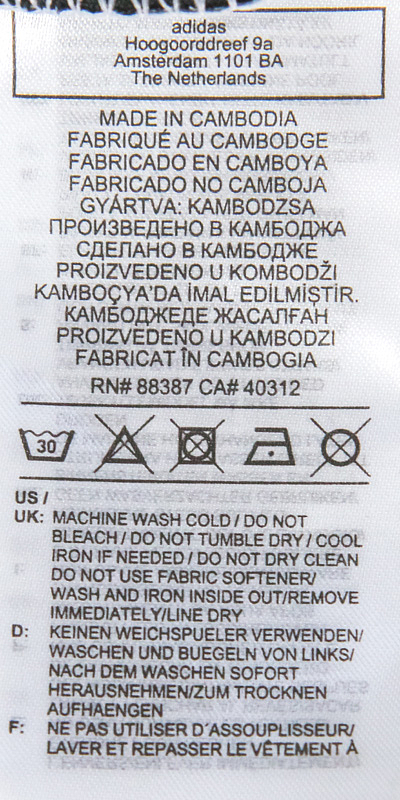 adidas
Hoogoorddreef 9a
Amsterdam 1101 BA
The Netherlands
MADE IN CAMBODIA
FABRIQUÉ AU CAMBODGE
FABRICADO EN CAMBOYA
FABRICADO NO CAMBOJA
GYÁRTVA: KAMBODZSA
ПРОИЗВЕДЕНО В КАМБОДЖА
СДЕЛАНО В КАМБОДЖЕ
PROIZVEDENO U KOMBODŽI
KAMBOÇYA'DA İMAL EDİLMİŞTİR.
КАМБОДЖЕДЕ ЖАСАЛҒАН
PROIZVEDENO U KAMBODZI
FABRICAT ÎN CAMBOGIA
RN# 88387 CA# 40312
30
US /
UK: MACHINE WASH COLD / DO NOT
BLEACH / DO NOT TUMBLE DRY / COOL
IRON IF NEEDED / DO NOT DRY CLEAN
DO NOT USE FABRIC SOFTENER/
WASH AND IRON INSIDE OUT/REMOVE
IMMEDIATELY/LINE DRY
D: KEINEN WEICHSPUELER VERWENDEN/
WASCHEN UND BUEGELN VON LINKS/
NACH DEM WASCHEN SOFORT
HERAUSNEHMEN/ZUM TROCKNEN
AUFHAENGEN
F: NE PAS UTILISER D'ASSOUPLISSEUR/
LAVER ET REPASSER LE VÊTEMENT À